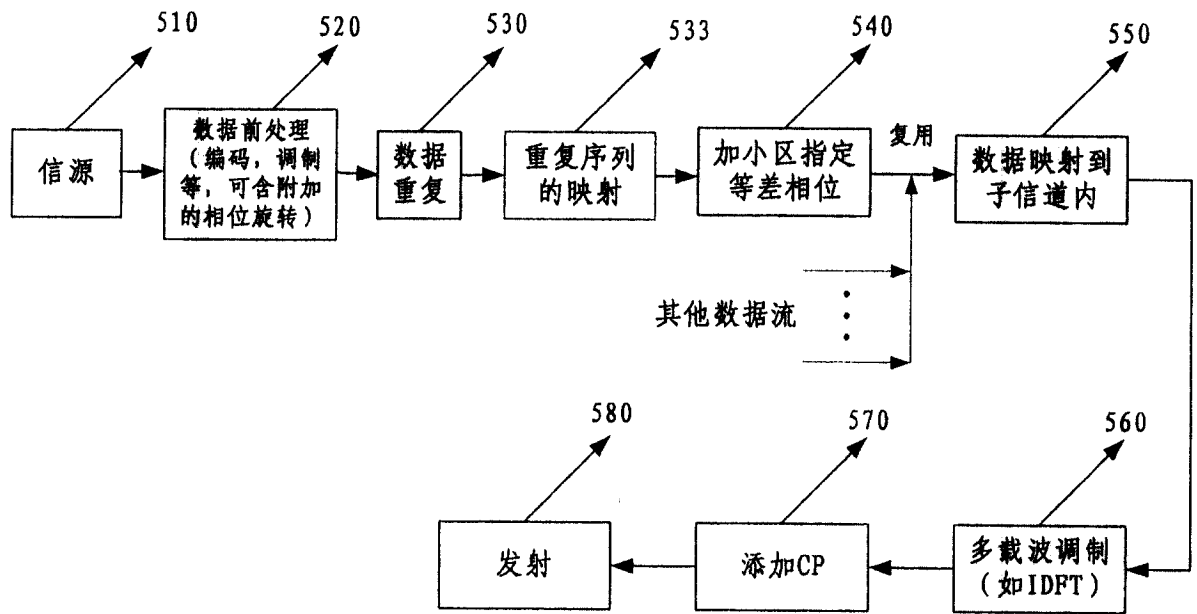 510
520
530
533
540
550
信源
数据前处理
（编码，调制
等，可含附加
的相位旋转）
数据
重复
重复序列
的映射
加小区指定
等差相位
复用
数据映射到
子信道内
其他数据流
580
570
560
发射
添加CP
多载波调制
（如IDFT）